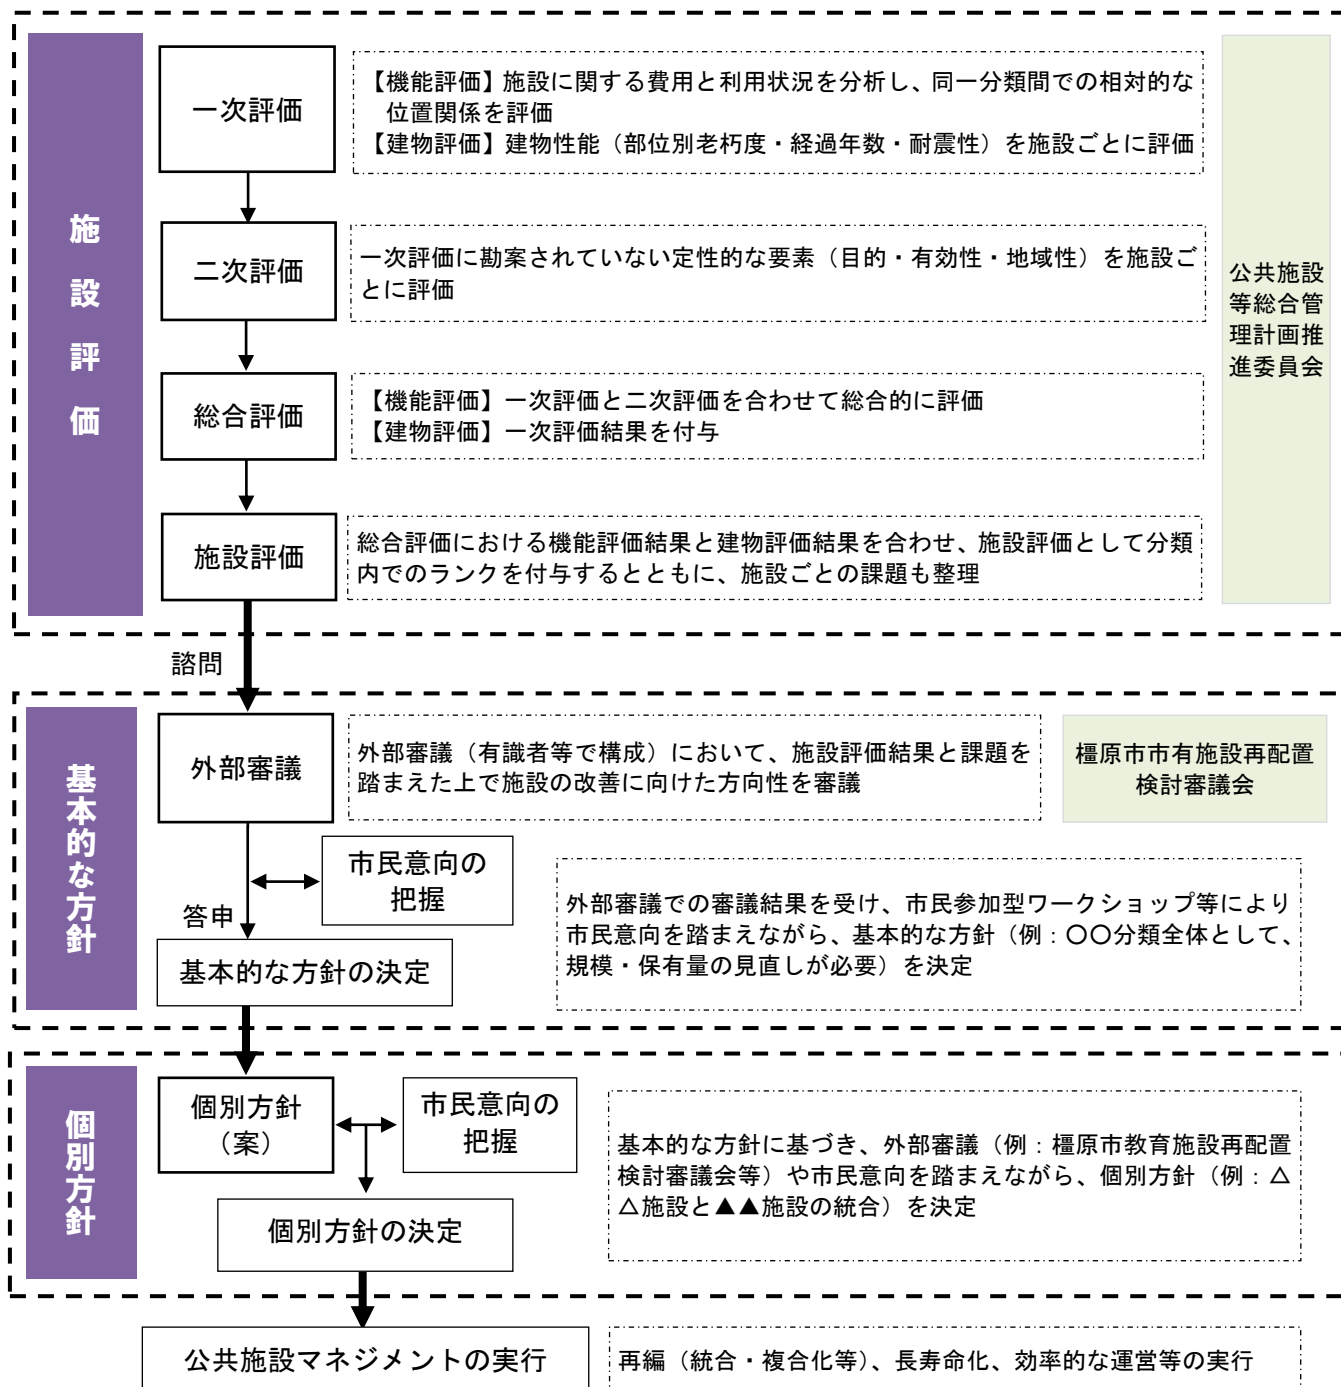 施設評価
一次評価
【機能評価】施設に関する費用と利用状況を分析し、同一分類間での相対的な
位置関係を評価
【建物評価】建物性能（部位別老朽度・経過年数・耐震性）を施設ごとに評価
二次評価
一次評価に勘案されていない定性的な要素（目的・有効性・地域性）を施設ご
とに評価
総合評価
【機能評価】一次評価と二次評価を合わせて総合的に評価
【建物評価】一次評価結果を付与
施設評価
総合評価における機能評価結果と建物評価結果を合わせ、施設評価として分類
内でのランクを付与するとともに、施設ごとの課題も整理
公共施設
等総合管
理計画推
進委員会
諮問
基本的な方針
外部審議
外部審議（有識者等で構成）において、施設評価結果と課題を
踏まえた上で施設の改善に向けた方向性を審議
橿原市市有施設再配置
検討審議会
市民意向の
把握
答申
基本的な方針の決定
外部審議での審議結果を受け、市民参加型ワークショップ等により
市民意向を踏まえながら、基本的な方針（例：〇〇分類全体として、
規模・保有量の見直しが必要）を決定
個別方針
個別方針
（案）
市民意向の
把握
個別方針の決定
基本的な方針に基づき、外部審議（例：橿原市教育施設再配置
検討審議会等）や市民意向を踏まえながら、個別方針（例：△
△施設と▲▲施設の統合）を決定
公共施設マネジメントの実行
再編（統合・複合化等）、長寿命化、効率的な運営等の実行